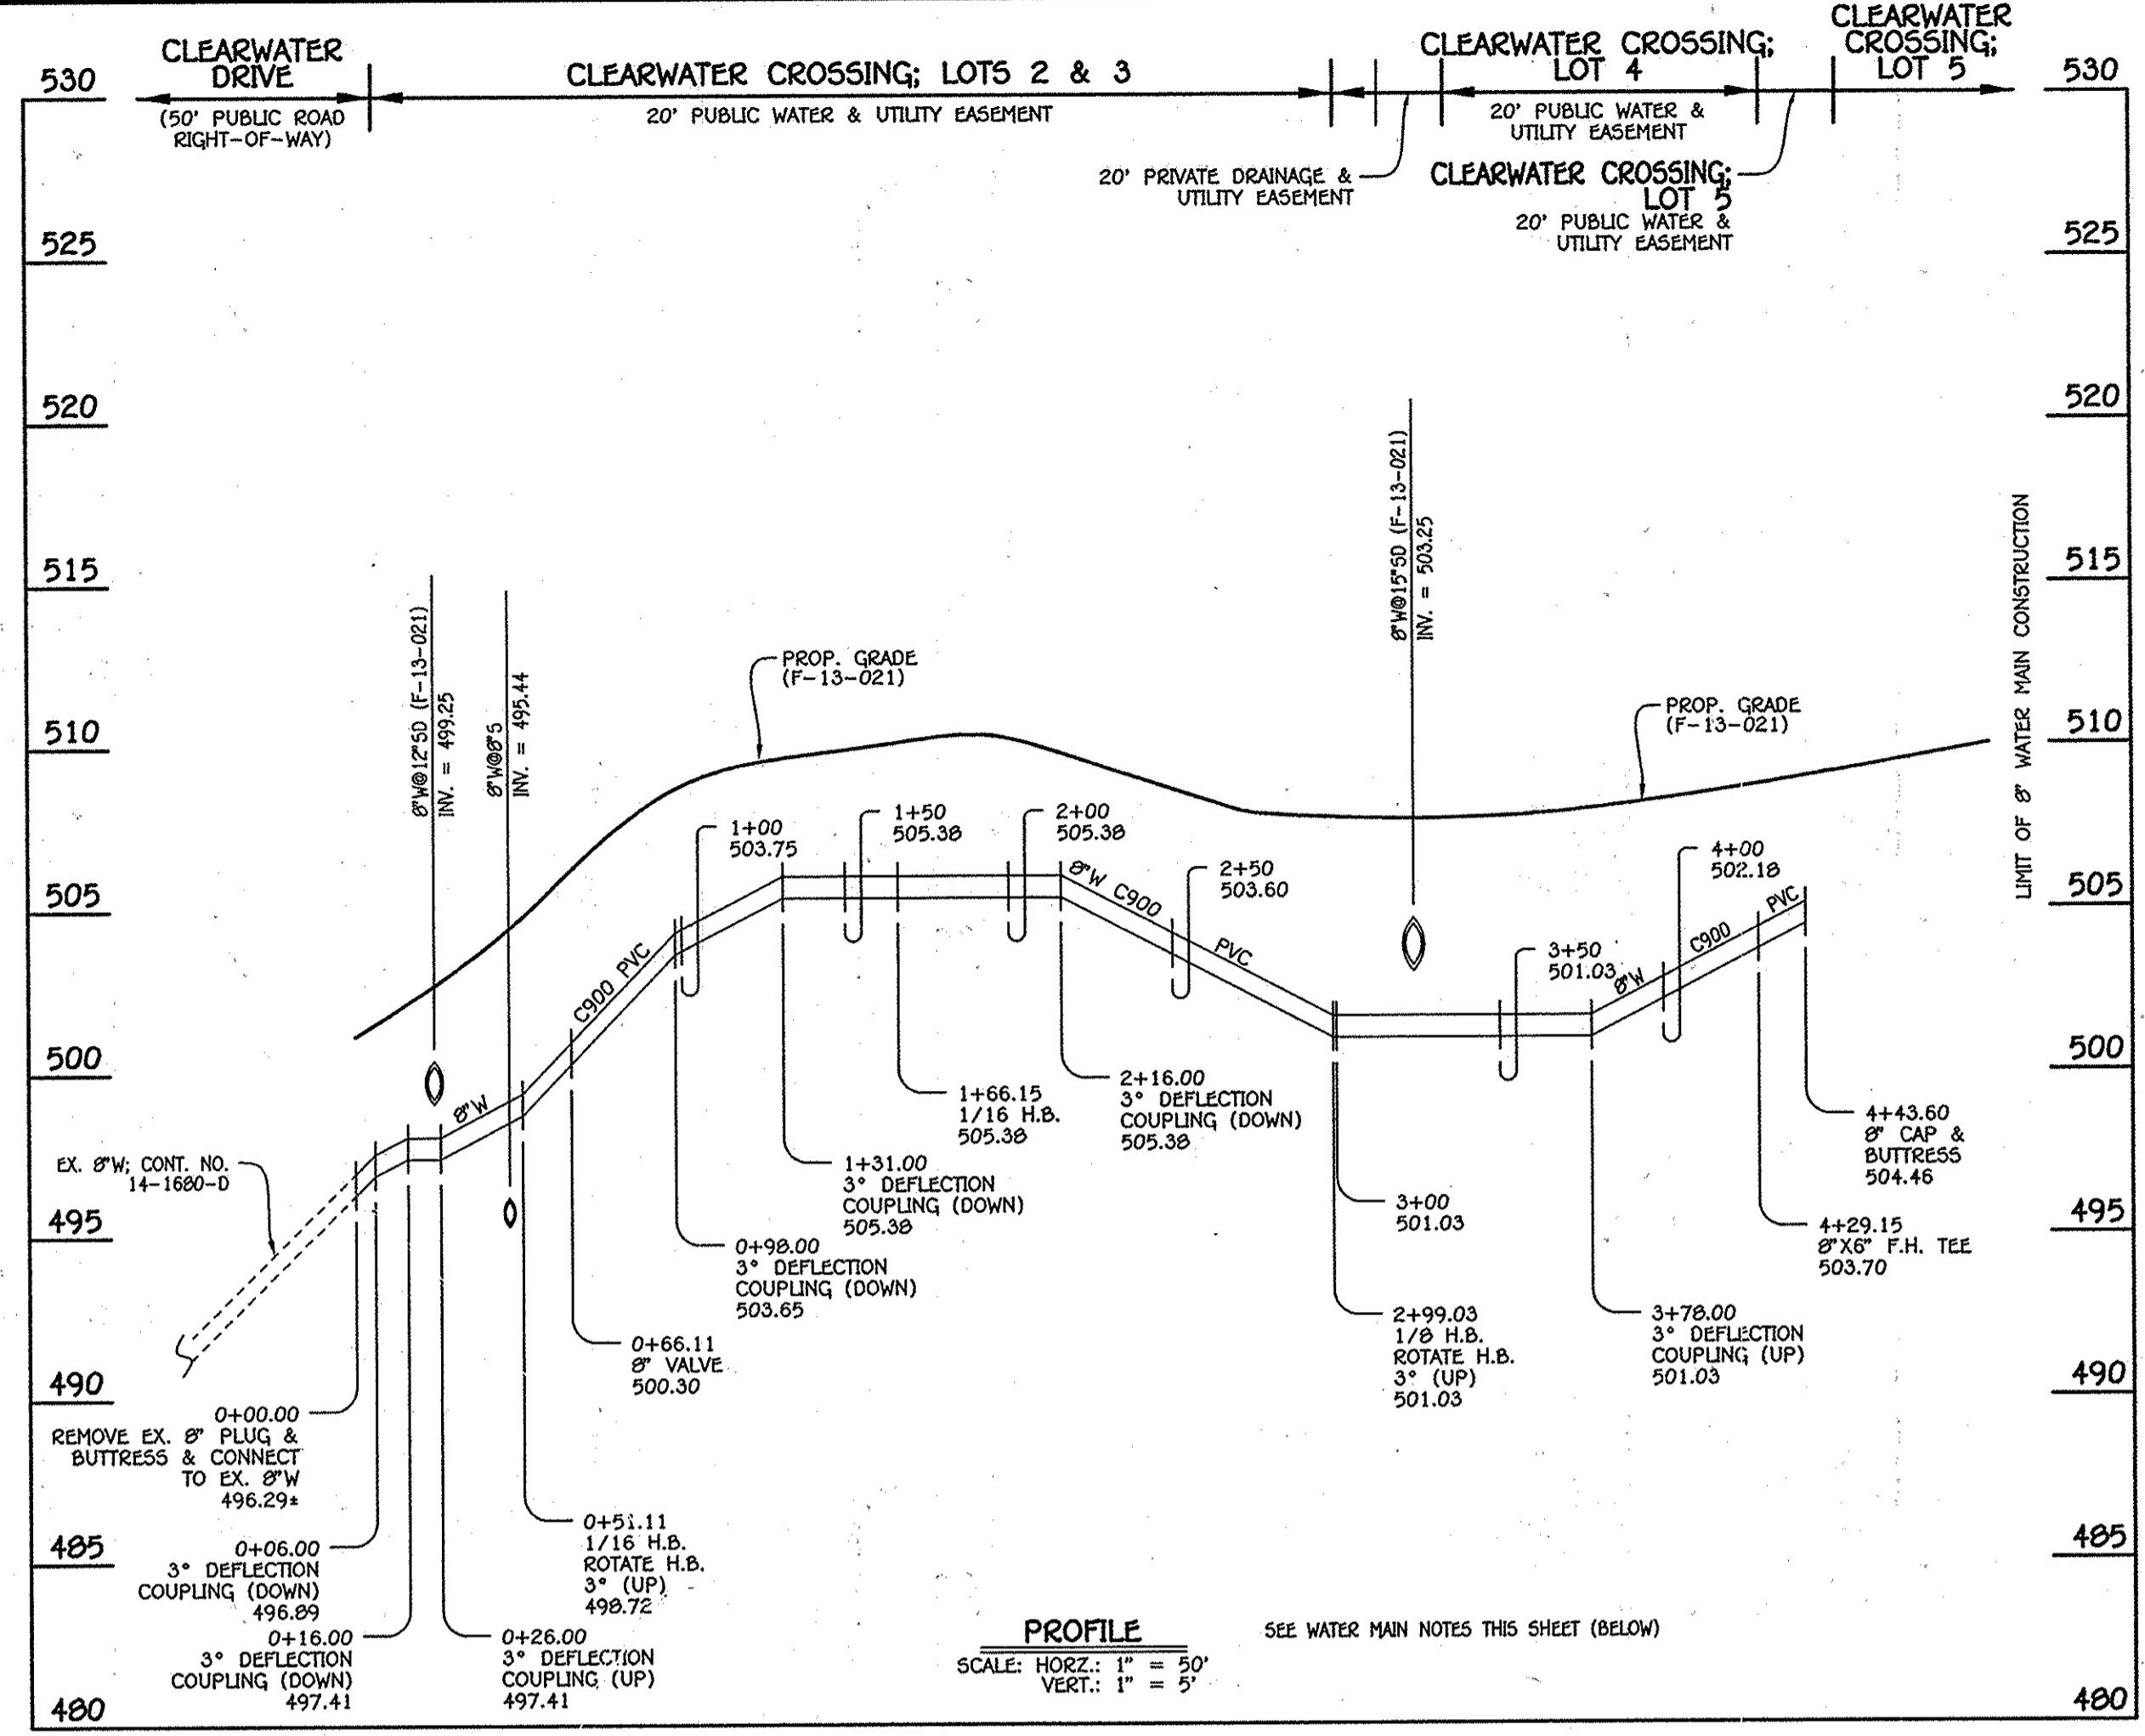 CLEARWATER
DRIVE
(50' PUBLIC ROAD
RIGHT-OF-WAY)
CLEARWATER CROSSING; LOTS 2 & 3
20' PUBLIC WATER & UTILITY EASEMENT
CLEARWATER CROSSING;
LOT 4
20' PUBLIC WATER &
UTILITY EASEMENT
CLEARWATER
CROSSING;
LOT 5
20' PRIVATE DRAINAGE &
UTILITY EASEMENT
CLEARWATER CROSSING;
LOT 5
20' PUBLIC WATER &
UTILITY EASEMENT
530
525
520
515
510
505
500
495
490
485
480
530
525
520
515
510
505
500
495
490
485
480
8"W@12"SD (F-13-021)
INV. = 499.25
8"W@8"S
INV. = 495.44
PROP. GRADE
(F-13-021)
8"W@15"SD (F-13-021)
INV. = 503.25
PROP. GRADE
(F-13-021)
LIMIT OF 8" WATER MAIN CONSTRUCTION
1+00
503.75
1+50
505.38
2+00
505.38
2+50
503.60
3+50
501.03
4+00
502.18
8"W
C900 PVC
8"W C900
PVC
8"W
C900
PVC
EX. 8"W; CONT. NO.
14-1680-D
0+00.00
REMOVE EX. 8" PLUG &
BUTTRESS & CONNECT
TO EX. 8"W
496.29±
0+06.00
3° DEFLECTION
COUPLING (DOWN)
496.89
0+16.00
3° DEFLECTION
COUPLING (DOWN)
497.41
0+26.00
3° DEFLECTION
COUPLING (UP)
497.41
0+51.11
1/16 H.B.
ROTATE H.B.
3° (UP)
498.72
0+66.11
8" VALVE
500.30
0+98.00
3° DEFLECTION
COUPLING (DOWN)
503.65
1+31.00
3° DEFLECTION
COUPLING (DOWN)
505.38
1+66.15
1/16 H.B.
505.38
2+16.00
3° DEFLECTION
COUPLING (DOWN)
505.38
3+00
501.03
2+99.03
1/8 H.B.
ROTATE H.B.
3° (UP)
501.03
3+78.00
3° DEFLECTION
COUPLING (UP)
501.03
4+43.60
8" CAP &
BUTTRESS
504.46
4+29.15
8"X6" F.H. TEE
503.70
PROFILE
SCALE: HORZ.: 1" = 50'
VERT.: 1" = 5'
SEE WATER MAIN NOTES THIS SHEET (BELOW)